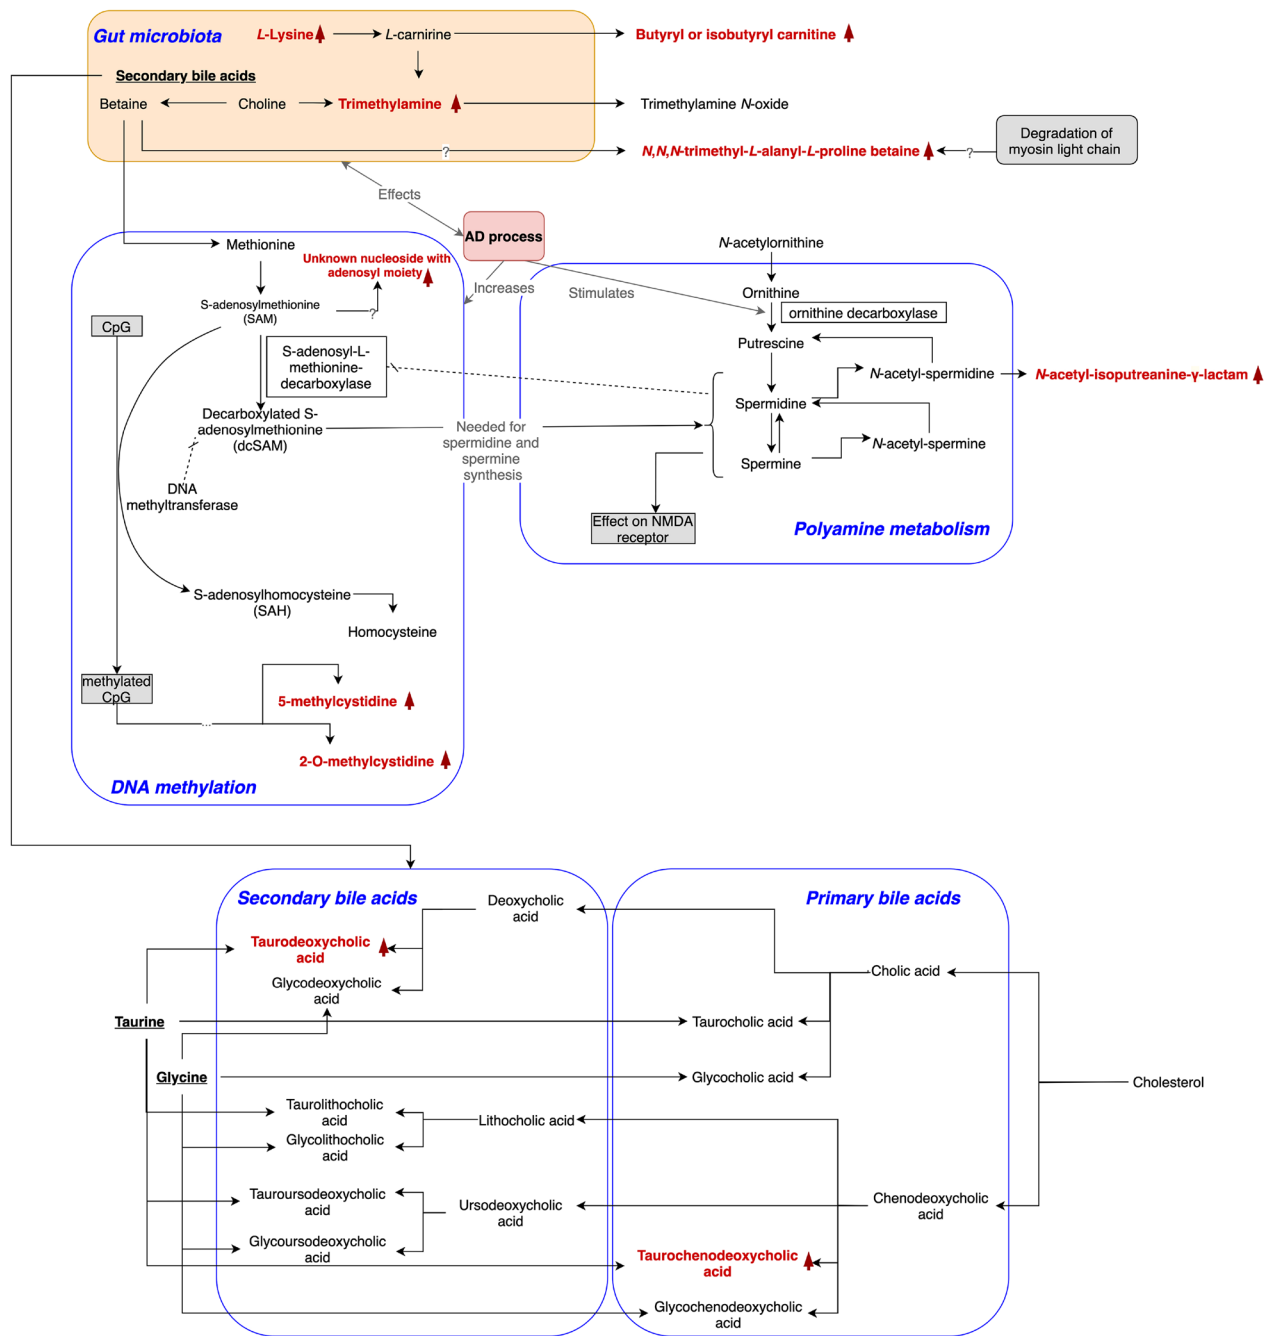 Gut microbiota
L-Lysine
L-carnirine
Butyryl or isobutyryl carnitine
Secondary bile acids
Betaine
Choline
Trimethylamine
Trimethylamine N-oxide
?
N,N,N-trimethyl-L-alanyl-L-proline betaine
?
Degradation of
myosin light chain
Effects
AD process
Increases
Stimulates
Methionine
Unknown nucleoside with
adenosyl moiety
S-adenosylmethionine
(SAM)
?
CpG
S-adenosyl-L-
methionine-
decarboxylase
Decarboxylated S-
adenosylmethionine
(dcSAM)
DNA
methyltransferase
Needed for
spermidine and
spermine
synthesis
S-adenosylhomocysteine
(SAH)
Homocysteine
methylated
CpG
...
5-methylcystidine
2-O-methylcystidine
DNA methylation
N-acetylornithine
Ornithine
ornithine decarboxylase
Putrescine
N-acetyl-spermidine
N-acetyl-isoputreanine-γ-lactam
Spermidine
N-acetyl-spermine
Spermine
Effect on NMDA
receptor
Polyamine metabolism
Secondary bile acids
Primary bile acids
Deoxycholic
acid
Taurodeoxycholic
acid
Glycodeoxycholic
acid
Cholic acid
Taurine
Taurocholic acid
Glycine
Glycocholic acid
Cholesterol
Taurolithocholic
acid
Lithocholic acid
Glycolithocholic
acid
Tauroursodeoxycholic
acid
Ursodeoxycholic
acid
Chenodeoxycholic
acid
Glycoursodeoxycholic
acid
Taurochenodeoxycholic
acid
Glycochenodeoxycholic
acid